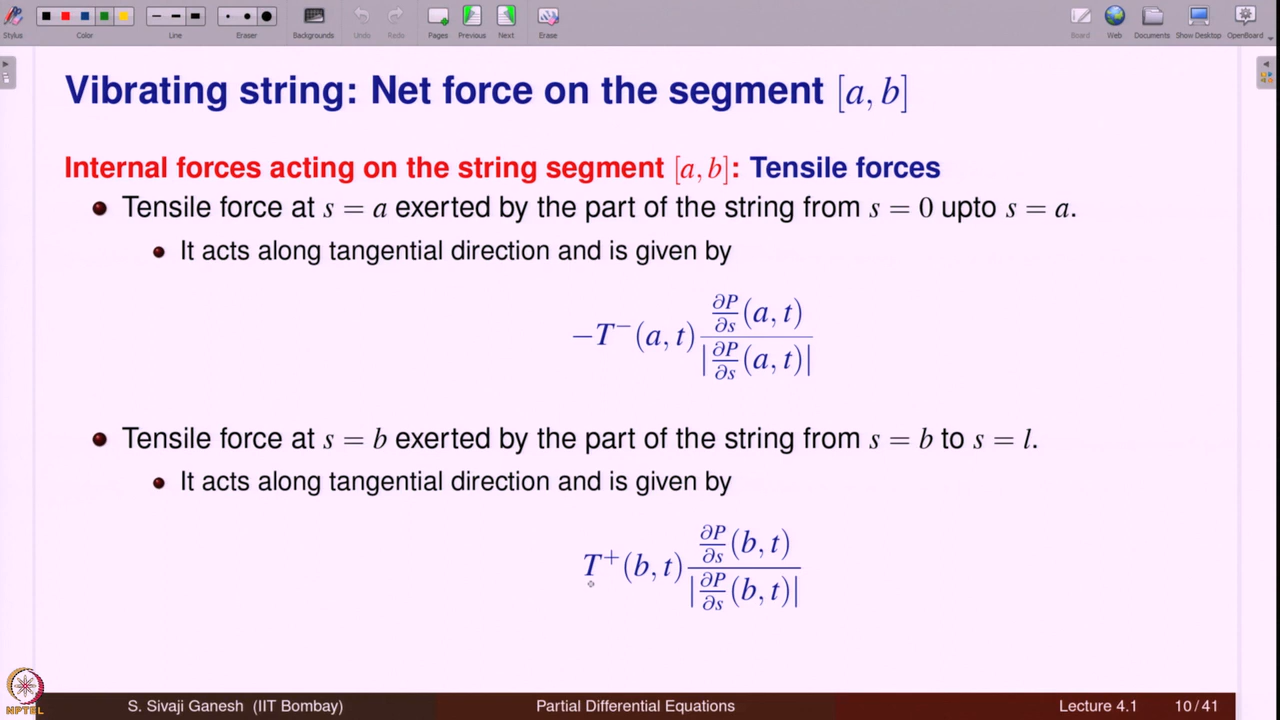 Stylus Color Line Eraser Backgrounds Undo Redo Pages Previous Next Erase Board Web Documents Show Desktop OpenBoard
Vibrating string: Net force on the segment [a, b]
Internal forces acting on the string segment [a, b]: Tensile forces
Tensile force at s = a exerted by the part of the string from s = 0 upto s = a.
It acts along tangential direction and is given by
−T⁻(a, t) ∂P/∂s (a, t) / |∂P/∂s (a, t)|
Tensile force at s = b exerted by the part of the string from s = b to s = l.
It acts along tangential direction and is given by
T⁺(b, t) ∂P/∂s (b, t) / |∂P/∂s (b, t)|
NPTEL
S. Sivaji Ganesh (IIT Bombay) Partial Differential Equations Lecture 4.1 10 / 41